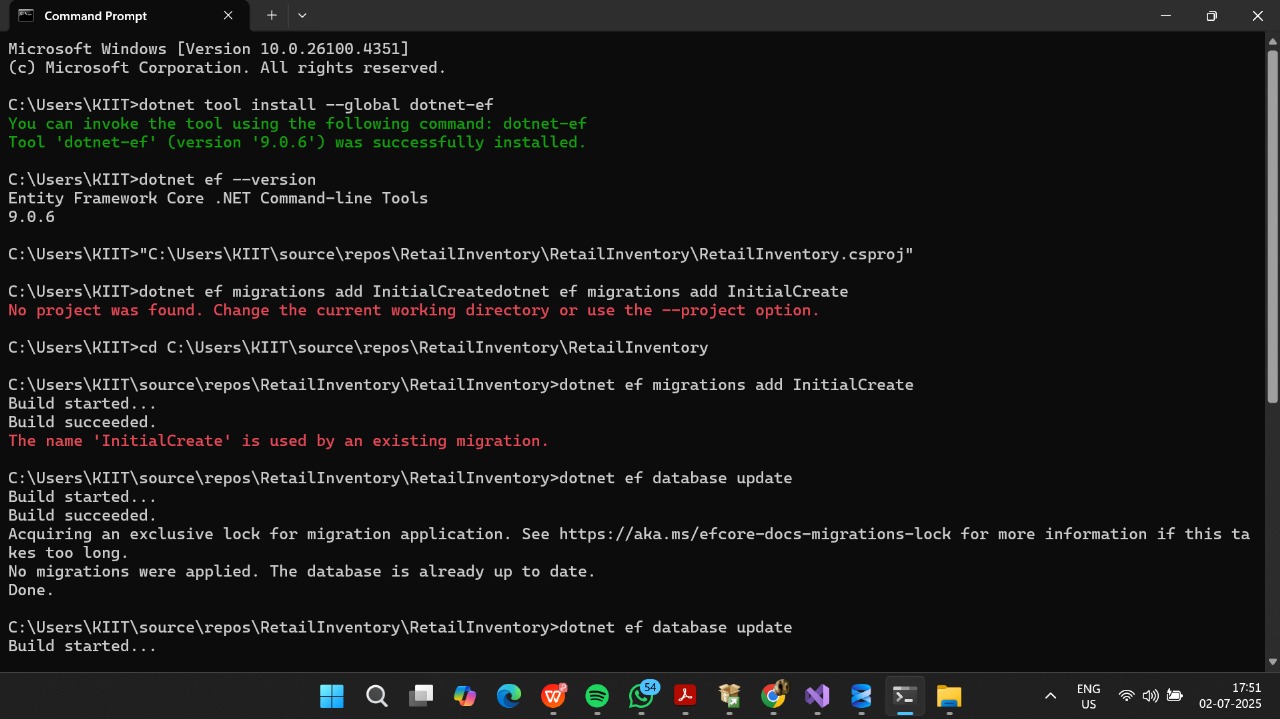 Command Prompt
Microsoft Windows [Version 10.0.26100.4351]
(c) Microsoft Corporation. All rights reserved.
C:\Users\KIIT>dotnet tool install --global dotnet-ef
You can invoke the tool using the following command: dotnet-ef
Tool 'dotnet-ef' (version '9.0.6') was successfully installed.
C:\Users\KIIT>dotnet ef --version
Entity Framework Core .NET Command-line Tools
9.0.6
C:\Users\KIIT>"C:\Users\KIIT\source\repos\RetailInventory\RetailInventory\RetailInventory.csproj"
C:\Users\KIIT>dotnet ef migrations add InitialCreatedotnet ef migrations add InitialCreate
No project was found. Change the current working directory or use the --project option.
C:\Users\KIIT>cd C:\Users\KIIT\source\repos\RetailInventory\RetailInventory
C:\Users\KIIT\source\repos\RetailInventory\RetailInventory>dotnet ef migrations add InitialCreate
Build started...
Build succeeded.
The name 'InitialCreate' is used by an existing migration.
C:\Users\KIIT\source\repos\RetailInventory\RetailInventory>dotnet ef database update
Build started...
Build succeeded.
Acquiring an exclusive lock for migration application. See https://aka.ms/efcore-docs-migrations-lock for more information if this ta
kes too long.
No migrations were applied. The database is already up to date.
Done.
C:\Users\KIIT\source\repos\RetailInventory\RetailInventory>dotnet ef database update
Build started...
54
ENG
US
17:51
02-07-2025